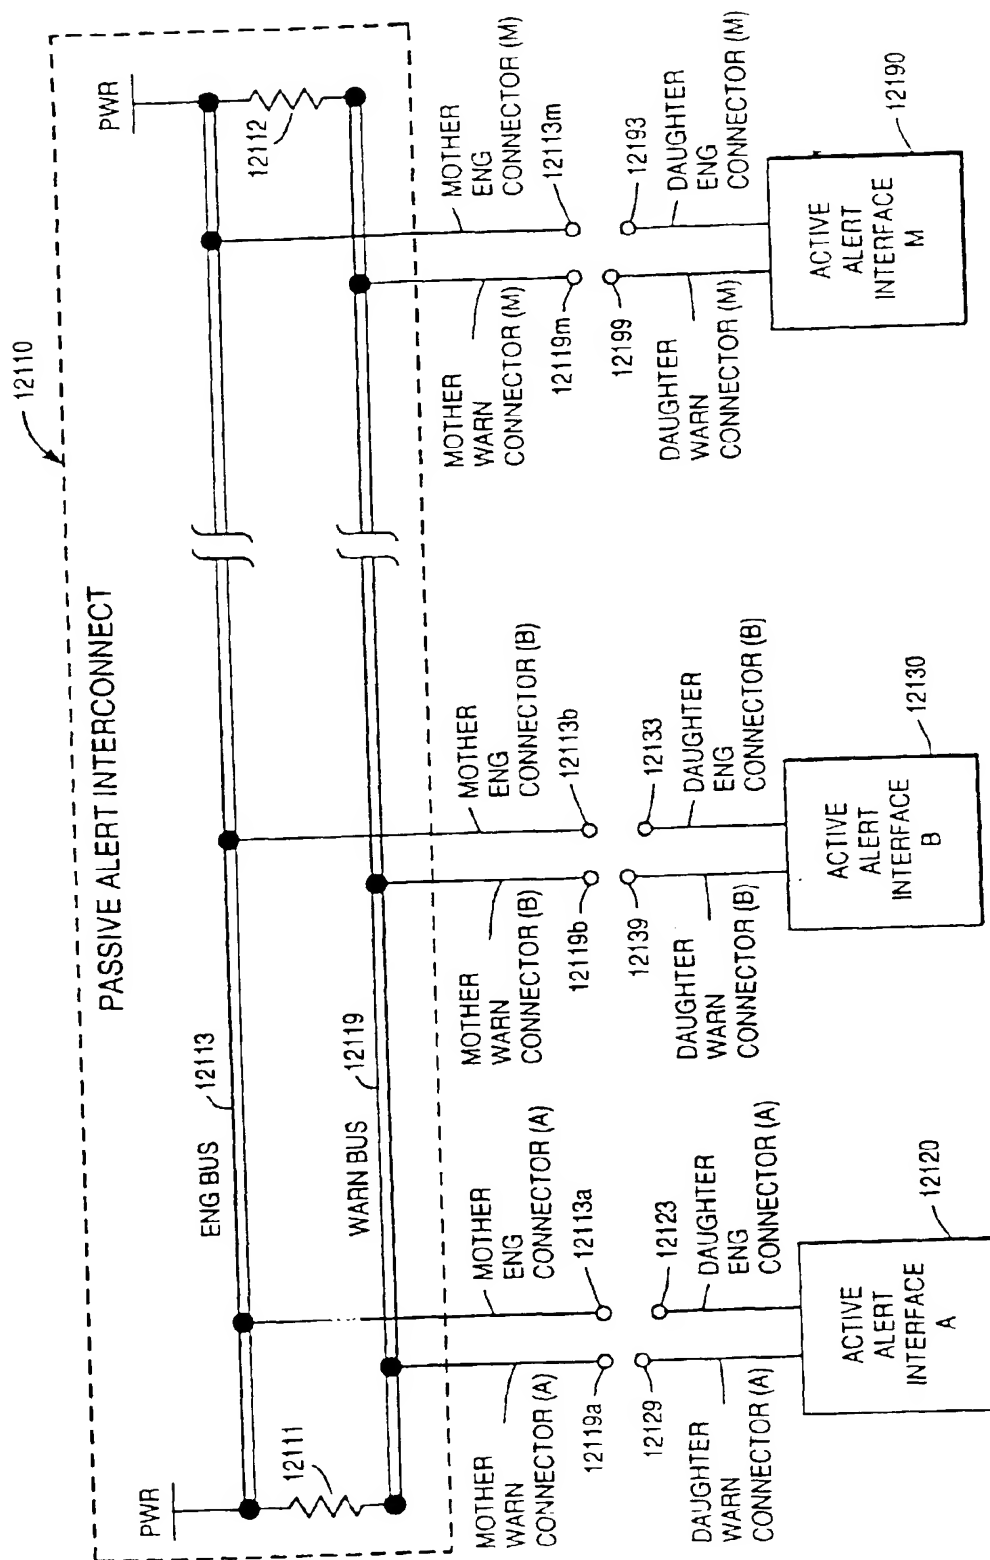 12110
PASSIVE ALERT INTERCONNECT
PWR
12111
ENG BUS
12113
WARN BUS
12119
PWR
12112
MOTHER
WARN
CONNECTOR (A)
MOTHER
ENG
CONNECTOR (A)
12119a
12113a
12129
12123
DAUGHTER
WARN
CONNECTOR (A)
DAUGHTER
ENG
CONNECTOR (A)
12120
ACTIVE
ALERT
INTERFACE
A
MOTHER
WARN
CONNECTOR (B)
MOTHER
ENG
CONNECTOR (B)
12119b
12113b
12139
12133
DAUGHTER
WARN
CONNECTOR (B)
DAUGHTER
ENG
CONNECTOR (B)
12130
ACTIVE
ALERT
INTERFACE
B
MOTHER
WARN
CONNECTOR (M)
MOTHER
ENG
CONNECTOR (M)
12119m
12113m
12199
12193
DAUGHTER
WARN
CONNECTOR (M)
DAUGHTER
ENG
CONNECTOR (M)
12190
ACTIVE
ALERT
INTERFACE
M